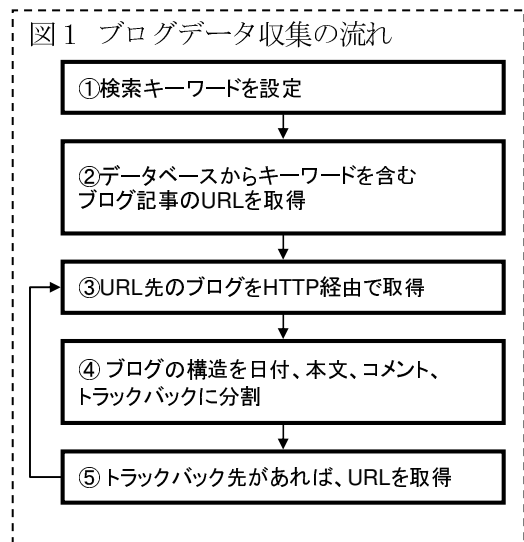 図1 ブログデータ収集の流れ
①検索キーワードを設定
②データベースからキーワードを含む
ブログ記事のURLを取得
③URL先のブログをHTTP経由で取得
④ ブログの構造を日付、本文、コメント、
トラックバックに分割
⑤ トラックバック先があれば、URLを取得